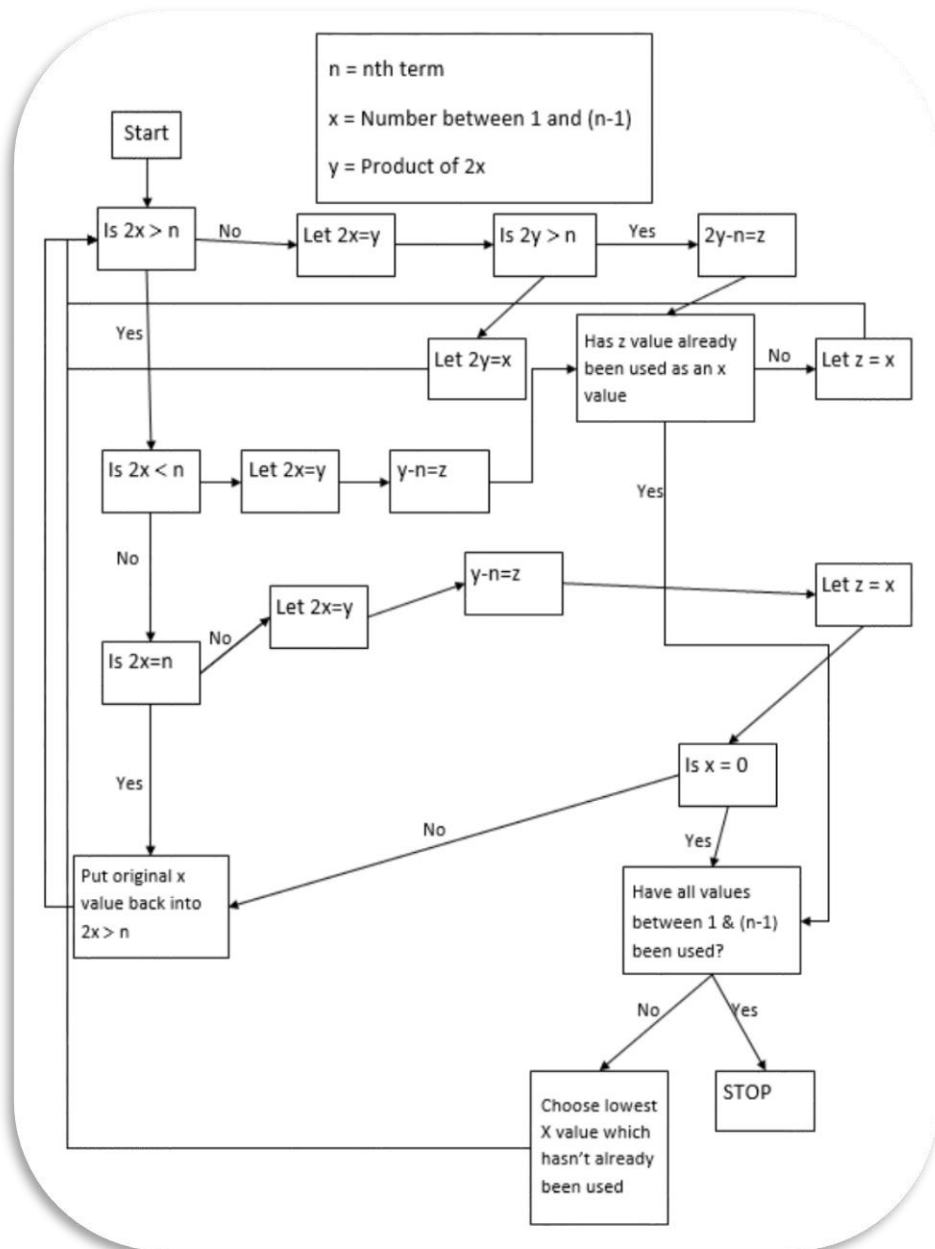 n = nth term
x = Number between 1 and (n-1)
y = Product of 2x
Start
Is 2x > n
No
Let 2x=y
Is 2y > n
Yes
2y-n=z
Yes
Let 2y=x
Has z value already
been used as an x
value
No
Let z = x
Is 2x < n
Let 2x=y
y-n=z
Yes
No
y-n=z
Let z = x
Let 2x=y
No
Is 2x=n
Is x = 0
Yes
No
Yes
Put original x
value back into
2x > n
Have all values
between 1 & (n-1)
been used?
No
Yes
Choose lowest
X value which
hasn't already
been used
STOP